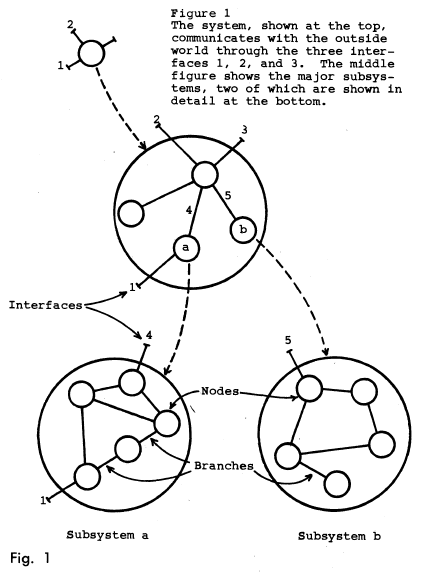 Figure 1
The system, shown at the top,
communicates with the outside
world through the three inter-
faces 1, 2, and 3. The middle
figure shows the major subsys-
tems, two of which are shown in
detail at the bottom.
2
1
2
3
4
5
a
b
1
Interfaces
4
5
Nodes
Branches
1
Subsystem a
Subsystem b
Fig. 1